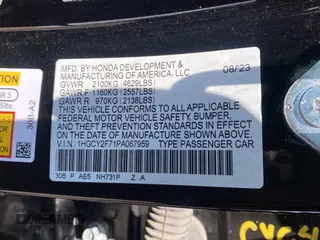 MFD. BY HONDA DEVELOPMENT &
MANUFACTURING OF AMERICA, LLC
08/23
GVWR 2100KG (4629LBS)
GAWR F 1160KG (2557LBS)
GAWR R 970KG (2138LBS)
THIS VEHICLE CONFORMS TO ALL APPLICABLE
FEDERAL MOTOR VEHICLE SAFETY, BUMPER,
AND THEFT PREVENTION STANDARDS IN EFFECT
ON THE DATE OF MANUFACTURE SHOWN ABOVE.
V.I.N.: 1HGCY2F71PA067959 TYPE: PASSENGER CAR
30B P AE5 NH731P Z A
30B-A2